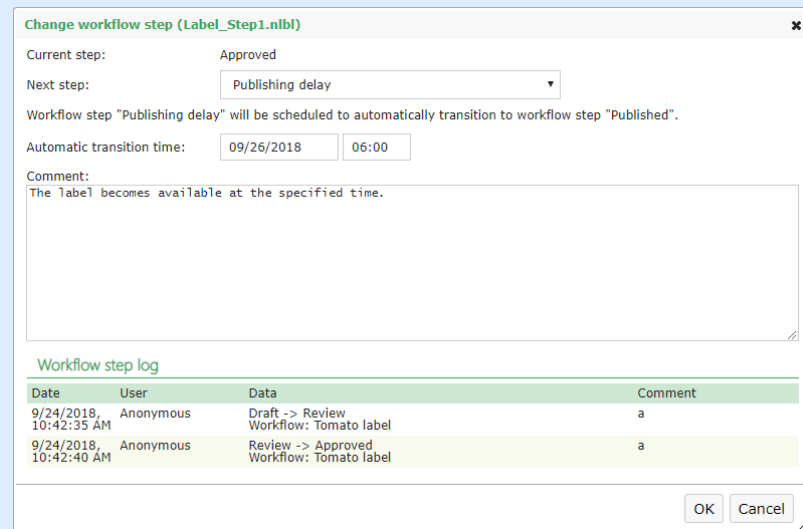 Change workflow step (Label_Step1.nlbl)
Current step: Approved
Next step: Publishing delay
Workflow step "Publishing delay" will be scheduled to automatically transition to workflow step "Published".
Automatic transition time: 09/26/2018 06:00
Comment:
The label becomes available at the specified time.
Workflow step log
Date User Data Comment
9/24/2018, Anonymous Draft -> Review a
10:42:35 AM Workflow: Tomato label
9/24/2018, Anonymous Review -> Approved a
10:42:40 AM Workflow: Tomato label
OK Cancel